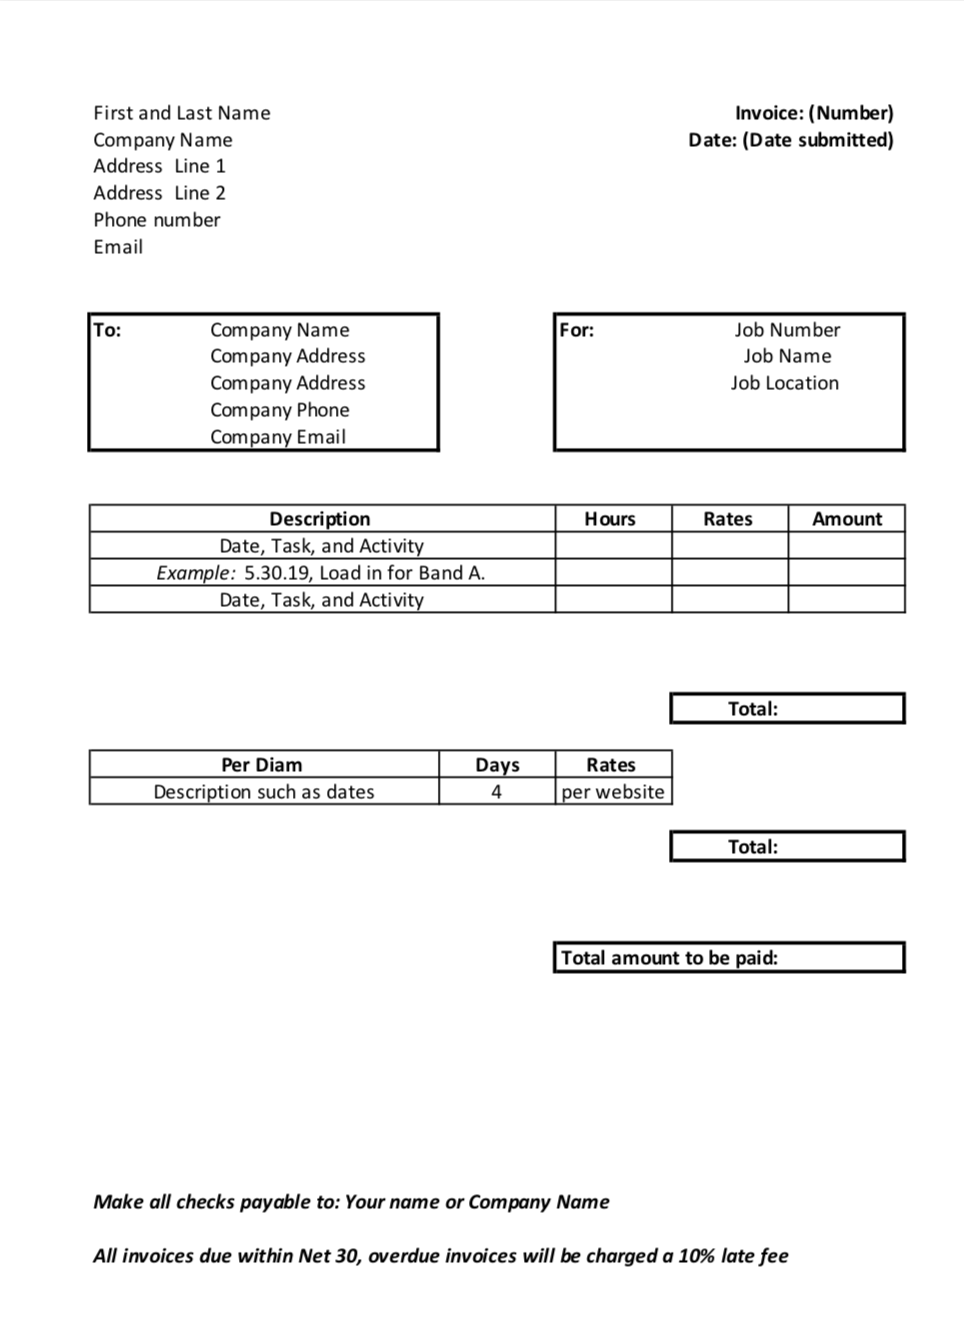 First and Last Name
Company Name
Address Line 1
Address Line 2
Phone number
Email
Invoice: (Number)
Date: (Date submitted)
To: Company Name
Company Address
Company Address
Company Phone
Company Email
For: Job Number
Job Name
Job Location
Description Hours Rates Amount
Date, Task, and Activity
Example: 5.30.19, Load in for Band A.
Date, Task, and Activity
Total:
Per Diam Days Rates
Description such as dates 4 per website
Total:
Total amount to be paid:
Make all checks payable to: Your name or Company Name
All invoices due within Net 30, overdue invoices will be charged a 10% late fee